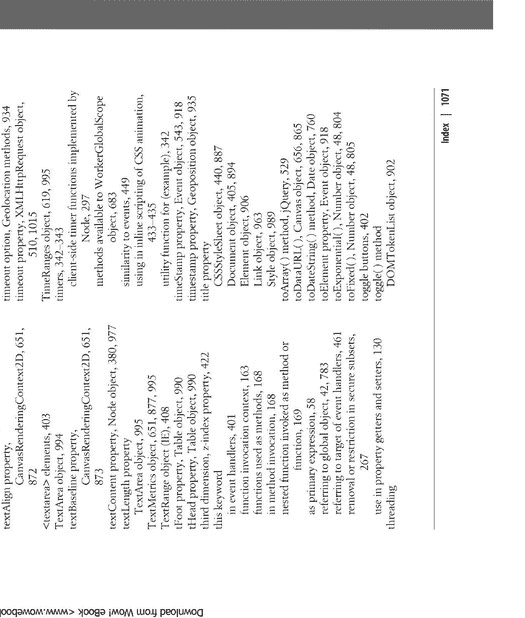 textAlign property,
CanvasRenderingContext2D, 651,
872
<textarea> elements, 403
TextArea object, 994
textBaseline property,
CanvasRenderingContext2D, 651,
873
textContent property, Node object, 380, 977
textLength property
TextArea object, 995
TextMetrics object, 651, 877, 995
TextRange object (IE), 408
tFoot property, Table object, 990
tHead property, Table object, 990
third dimension, z-index property, 422
this keyword
in event handlers, 401
function invocation context, 163
functions used as methods, 168
in method invocation, 168
nested function invoked as method or
function, 169
as primary expression, 58
referring to global object, 42, 783
referring to target of event handlers, 461
removal or restriction in secure subsets,
267
use in property getters and setters, 130
threading
timeout option, Geolocation methods, 934
timeout property, XMLHttpRequest object,
510, 1015
TimeRanges object, 619, 995
timers, 342–343
client-side timer functions implemented by
Node, 297
methods available to WorkerGlobalScope
object, 683
similarity to events, 449
using in inline scripting of CSS animation,
433–435
utility function for (example), 342
timeStamp property, Event object, 543, 918
timestamp property, Geoposition object, 935
title property
CSSStyleSheet object, 440, 887
Document object, 405, 894
Element object, 906
Link object, 963
Style object, 989
toArray( ) method, jQuery, 529
toDataURL( ), Canvas object, 656, 865
toDateString( ) method, Date object, 760
toElement property, Event object, 918
toExponential( ), Number object, 48, 804
toFixed( ), Number object, 48, 805
toggle buttons, 402
toggle( ) method
DOMTokenList object, 902
Index | 1071
Download from Wow! eBook <www.wowebook